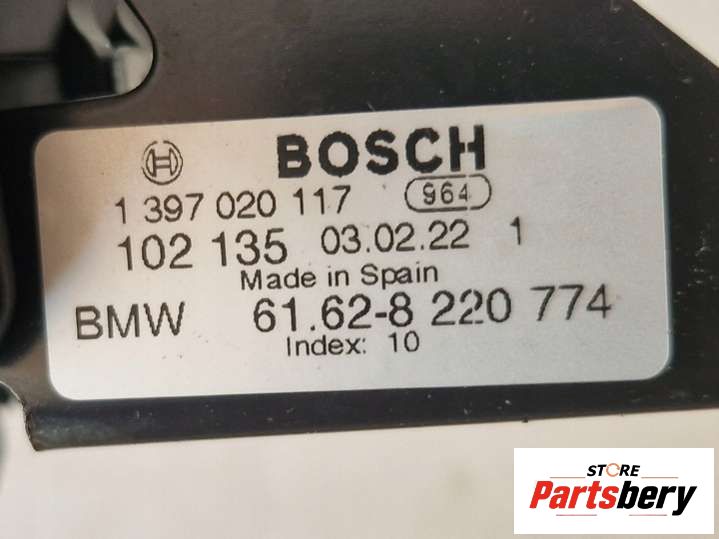 BOSCH
1 397 020 117 964
102 135 03.02.22 1
Made in Spain
BMW 61.62-8 220 774
Index: 10
STORE
Partsbery